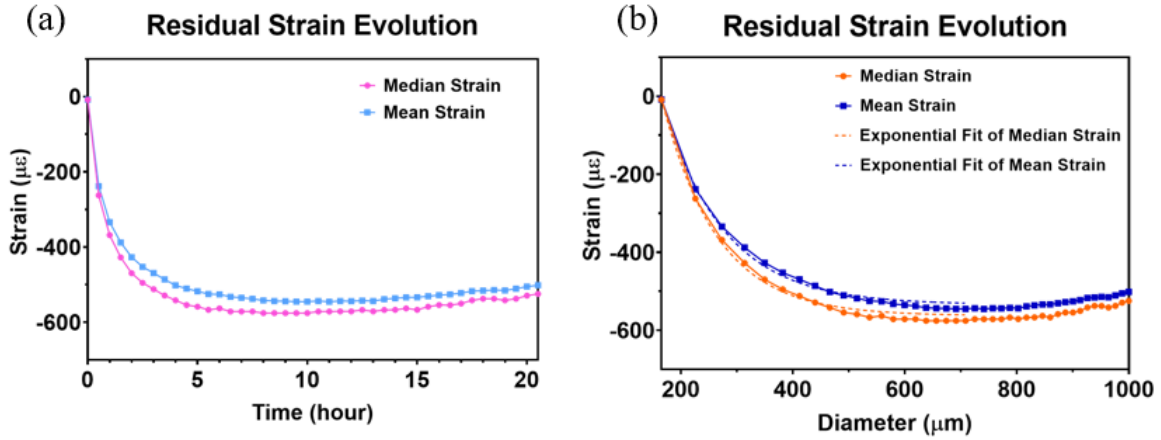 (a)
Residual Strain Evolution
Median Strain
Mean Strain
0
-200
-400
-600
Strain (με)
0
5
10
15
20
Time (hour)
(b)
Residual Strain Evolution
Median Strain
Mean Strain
Exponential Fit of Median Strain
Exponential Fit of Mean Strain
0
-200
-400
-600
Strain (με)
200
400
600
800
1000
Diameter (μm)